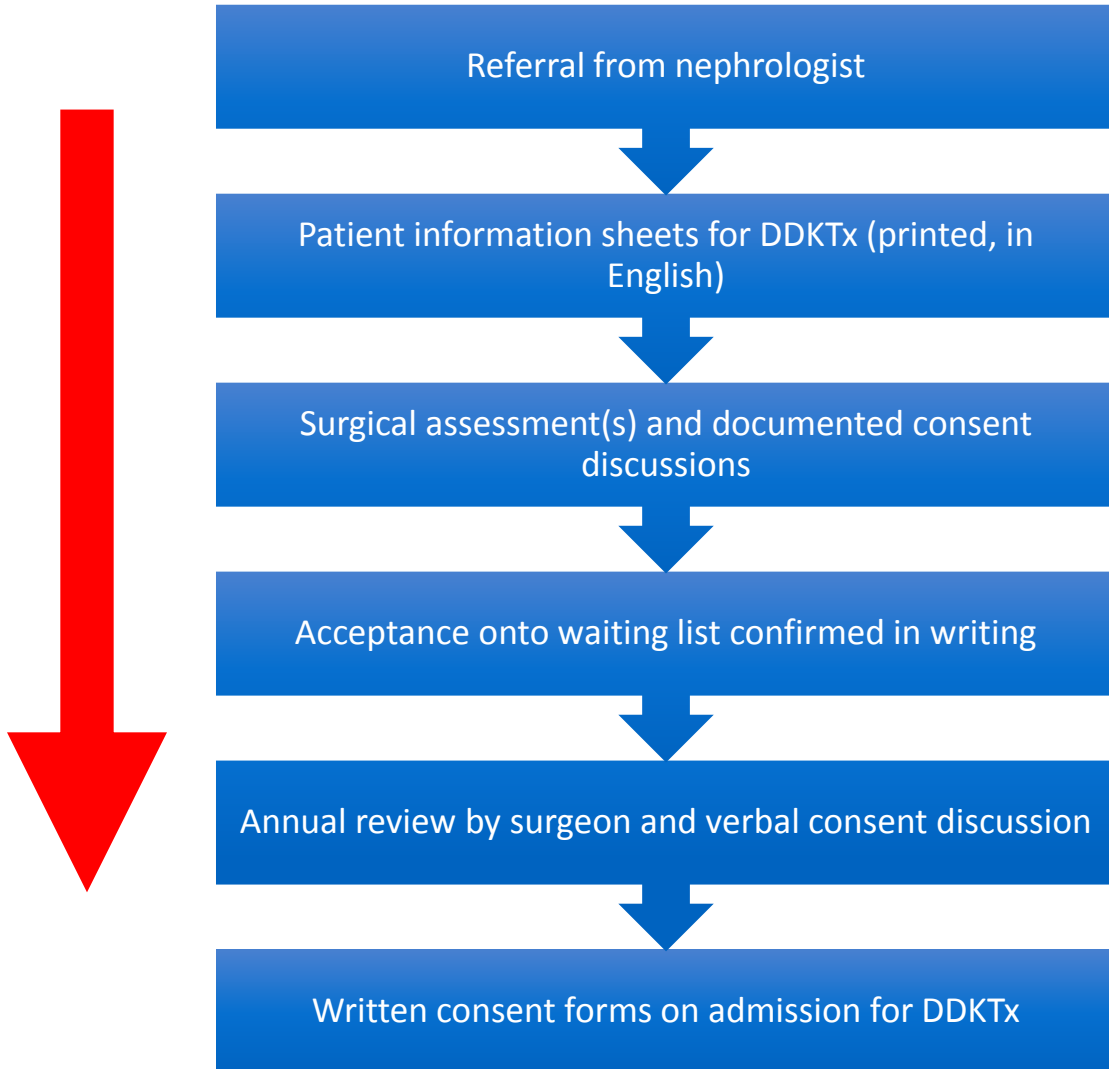 Referral from nephrologist
Patient information sheets for DDKTx (printed, in
English)
Surgical assessment(s) and documented consent
discussions
Acceptance onto waiting list confirmed in writing
Annual review by surgeon and verbal consent discussion
Written consent forms on admission for DDKTx